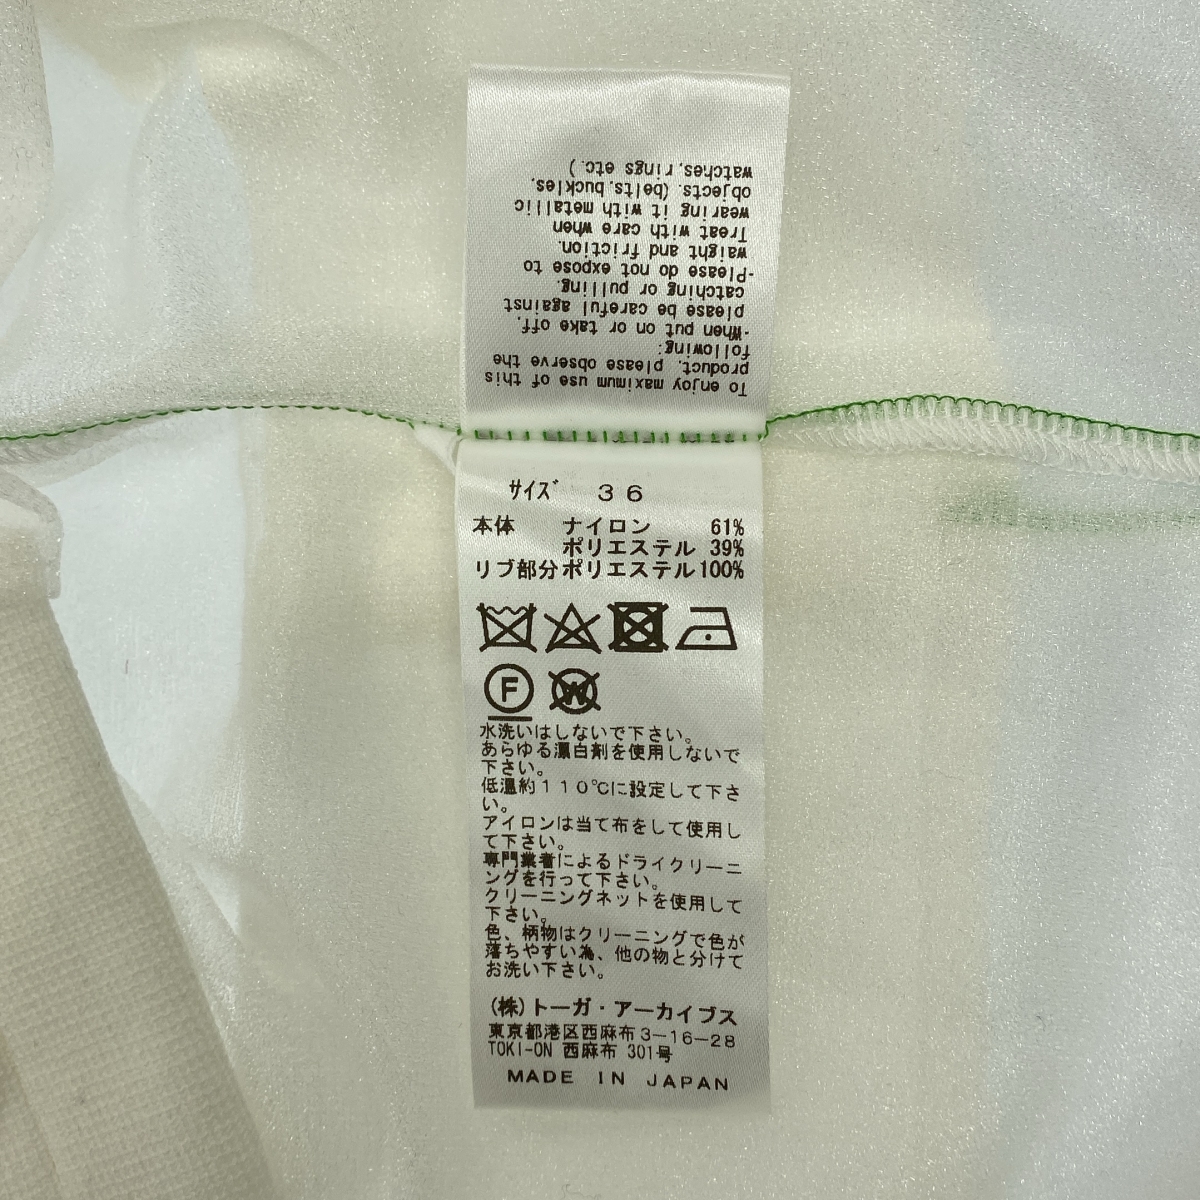 To enjoy maximum use of this
product, please observe the
following:
-When put on or take off,
please be careful against
catching or pulling.
-Please do not expose to
waight and friction.
Treat with care when
wearing it with metallic
objects. (belts, buckles,
watches, rings etc.)
サイズ 36
本体 ナイロン 61%
ポリエステル 39%
リブ部分 ポリエステル 100%
F W
水洗いはしないで下さい。
あらゆる漂白剤を使用しないで
下さい。
低温約110℃に設定して下さ
い。
アイロンは当て布をして使用し
て下さい。
専門業者によるドライクリーニ
ングを行って下さい。
クリーニングネットを使用して
下さい。
色、柄物はクリーニングで色が
落ちやすい為、他の物と分けて
お洗い下さい。
(株)トーガ・アーカイブス
東京都港区西麻布3-16-28
TOKI-ON 西麻布 301号
MADE IN JAPAN